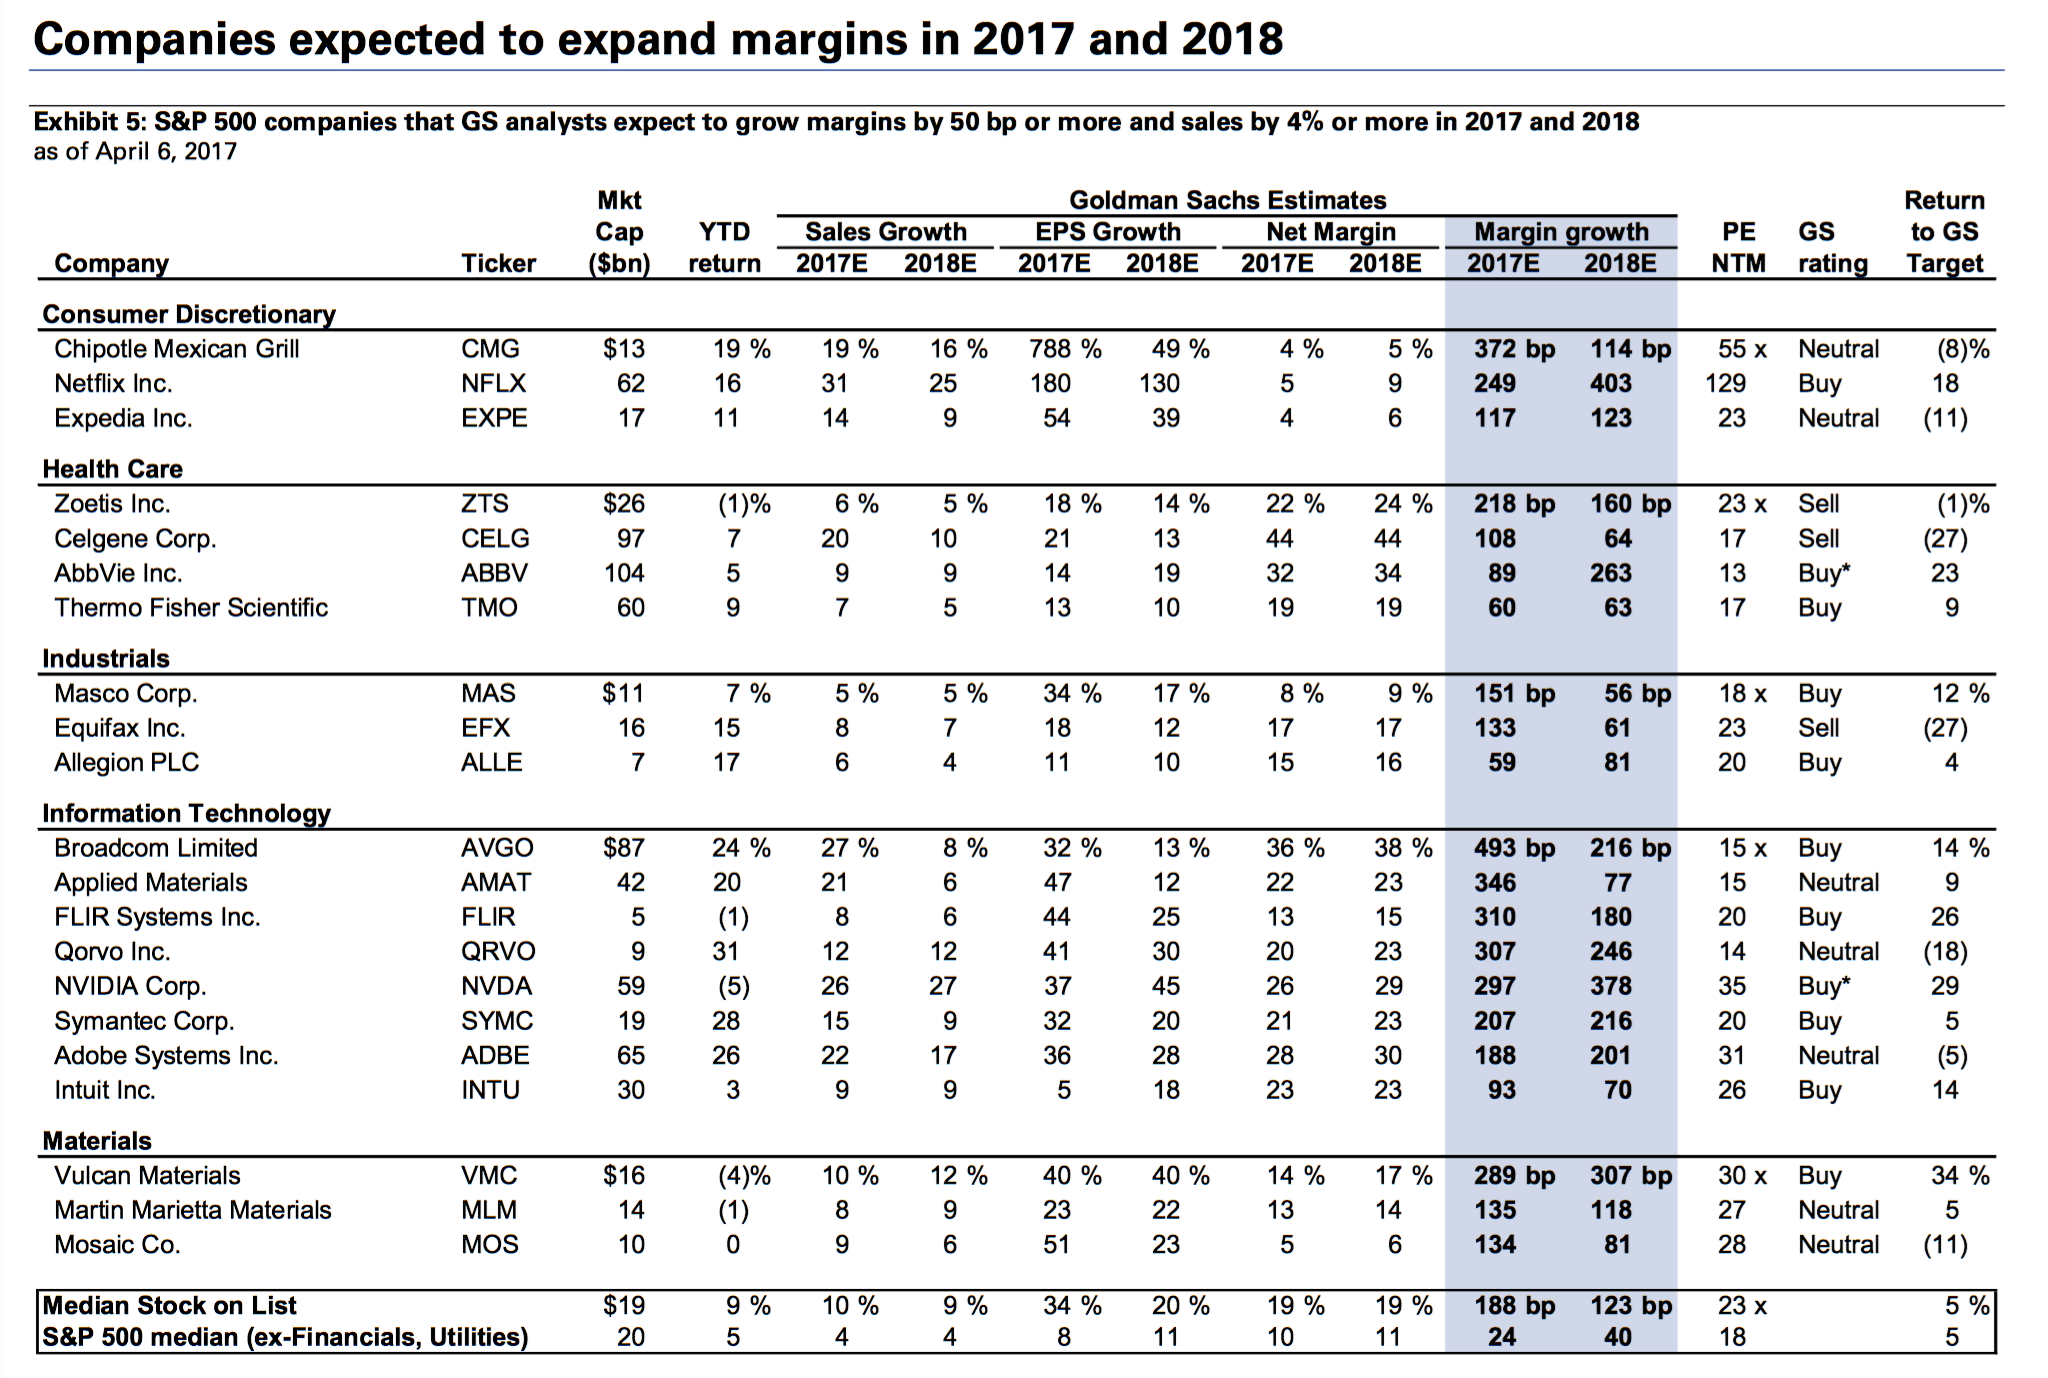 Companies expected to expand margins in 2017 and 2018
Exhibit 5: S&P 500 companies that GS analysts expect to grow margins by 50 bp or more and sales by 4% or more in 2017 and 2018
as of April 6, 2017
Mkt Goldman Sachs Estimates Return
Cap YTD Sales Growth EPS Growth Net Margin Margin growth PE GS to GS
Company Ticker ($bn) return 2017E 2018E 2017E 2018E 2017E 2018E 2017E 2018E NTM rating Target
Consumer Discretionary
Chipotle Mexican Grill CMG $13 19 % 19 % 16 % 788 % 49 % 4 % 5 % 372 bp 114 bp 55 x Neutral (8)%
Netflix Inc. NFLX 62 16 31 25 180 130 5 9 249 403 129 Buy 18
Expedia Inc. EXPE 17 11 14 9 54 39 4 6 117 123 23 Neutral (11)
Health Care
Zoetis Inc. ZTS $26 (1)% 6 % 5 % 18 % 14 % 22 % 24 % 218 bp 160 bp 23 x Sell (1)%
Celgene Corp. CELG 97 7 20 10 21 13 44 44 108 64 17 Sell (27)
AbbVie Inc. ABBV 104 5 9 9 14 19 32 34 89 263 13 Buy* 23
Thermo Fisher Scientific TMO 60 9 7 5 13 10 19 19 60 63 17 Buy 9
Industrials
Masco Corp. MAS $11 7 % 5 % 5 % 34 % 17 % 8 % 9 % 151 bp 56 bp 18 x Buy 12 %
Equifax Inc. EFX 16 15 8 7 18 12 17 17 133 61 23 Sell (27)
Allegion PLC ALLE 7 17 6 4 11 10 15 16 59 81 20 Buy 4
Information Technology
Broadcom Limited AVGO $87 24 % 27 % 8 % 32 % 13 % 36 % 38 % 493 bp 216 bp 15 x Buy 14 %
Applied Materials AMAT 42 20 21 6 47 12 22 23 346 77 15 Neutral 9
FLIR Systems Inc. FLIR 5 (1) 8 6 44 25 13 15 310 180 20 Buy 26
Qorvo Inc. QRVO 9 31 12 12 41 30 20 23 307 246 14 Neutral (18)
NVIDIA Corp. NVDA 59 (5) 26 27 37 45 26 29 297 378 35 Buy* 29
Symantec Corp. SYMC 19 28 15 9 32 20 21 23 207 216 20 Buy 5
Adobe Systems Inc. ADBE 65 26 22 17 36 28 28 30 188 201 31 Neutral (5)
Intuit Inc. INTU 30 3 9 9 5 18 23 23 93 70 26 Buy 14
Materials
Vulcan Materials VMC $16 (4)% 10 % 12 % 40 % 40 % 14 % 17 % 289 bp 307 bp 30 x Buy 34 %
Martin Marietta Materials MLM 14 (1) 8 9 23 22 13 14 135 118 27 Neutral 5
Mosaic Co. MOS 10 0 9 6 51 23 5 6 134 81 28 Neutral (11)
Median Stock on List $19 9 % 10 % 9 % 34 % 20 % 19 % 19 % 188 bp 123 bp 23 x 5 %
S&P 500 median (ex-Financials, Utilities) 20 5 4 4 8 11 10 11 24 40 18 5